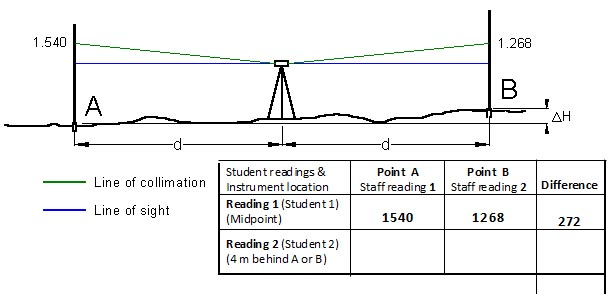 1.540
1.268
A
B
ΔH
d
d
Line of collimation
Line of sight
Student readings &
Instrument location
Point A
Staff reading 1
Point B
Staff reading 2
Difference
Reading 1 (Student 1)
(Midpoint)
1540
1268
272
Reading 2 (Student 2)
(4 m behind A or B)